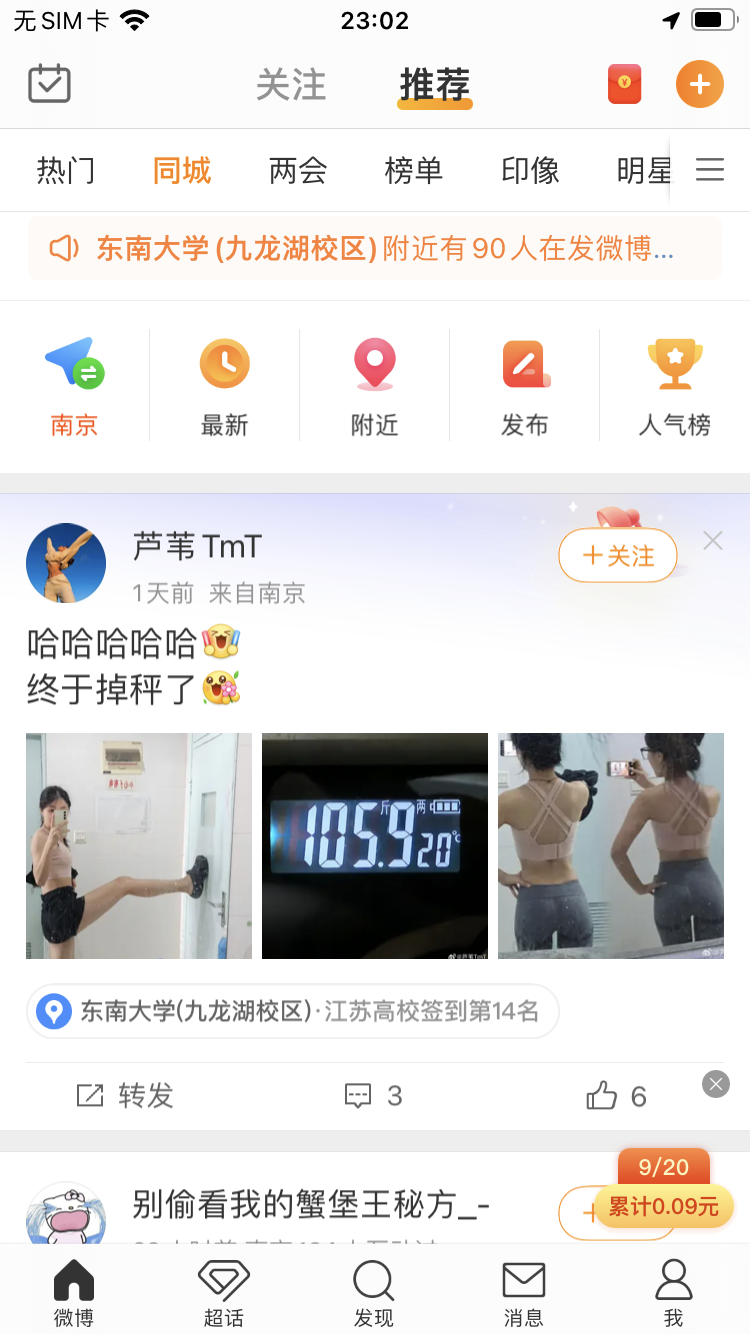 无SIM卡
23:02
关注
推荐
热门
同城
两会
榜单
印像
明星
东南大学(九龙湖校区)附近有90人在发微博...
南京
最新
附近
发布
人气榜
芦苇TmT
1天前 来自南京
+关注
哈哈哈哈哈
终于掉秤了
105.9
斤
两
20℃
东南大学(九龙湖校区)·江苏高校签到第14名
转发
3
6
别偷看我的蟹堡王秘方_-
9/20
累计0.09元
微博
超话
发现
消息
我